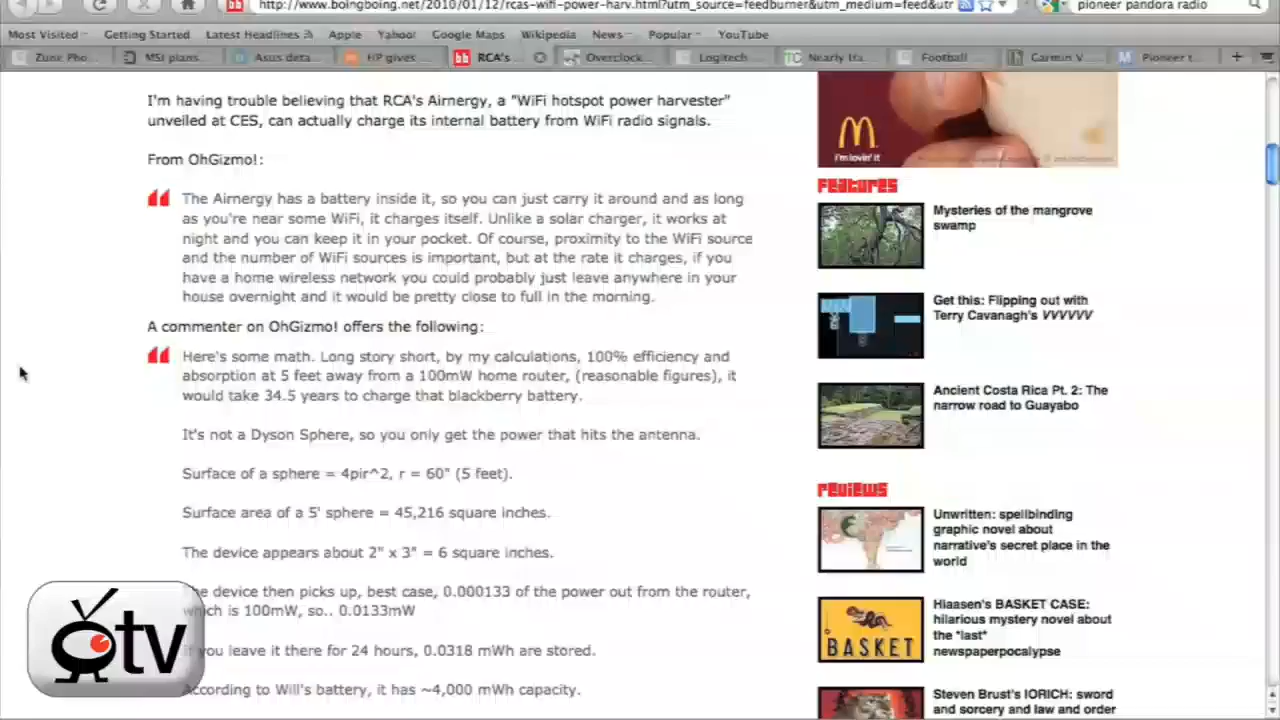 http://www.boingboing.net/2010/01/12/rcas-wifi-power-harv.html?utm_source=feedburner&utm_medium=feed&utr
pioneer pandora radio
Most Visited Getting Started Latest Headlines Apple Yahoo! Google Maps Wikipedia News Popular YouTube
Zune Pho... MSI plans... Asus deta... HP gives ... RCA's... Overclock... Logitech... Nearly Ha... Football ... Garmin V... Pioneer t...
I'm having trouble believing that RCA's Airnergy, a "WiFi hotspot power harvester"
unveiled at CES, can actually charge its internal battery from WiFi radio signals.
From OhGizmo!:
The Airnergy has a battery inside it, so you can just carry it around and as long
as you're near some WiFi, it charges itself. Unlike a solar charger, it works at
night and you can keep it in your pocket. Of course, proximity to the WiFi source
and the number of WiFi sources is important, but at the rate it charges, if you
have a home wireless network you could probably just leave anywhere in your
house overnight and it would be pretty close to full in the morning.
A commenter on OhGizmo! offers the following:
Here's some math. Long story short, by my calculations, 100% efficiency and
absorption at 5 feet away from a 100mW home router, (reasonable figures), it
would take 34.5 years to charge that blackberry battery.
It's not a Dyson Sphere, so you only get the power that hits the antenna.
Surface of a sphere = 4pir^2, r = 60" (5 feet).
Surface area of a 5' sphere = 45,216 square inches.
The device appears about 2" x 3" = 6 square inches.
he device then picks up, best case, 0.000133 of the power out from the router,
which is 100mW, so.. 0.0133mW
you leave it there for 24 hours, 0.0318 mWh are stored.
According to Will's battery, it has ~4,000 mWh capacity.
tv
i'm lovin' it
FEATURES
Mysteries of the mangrove
swamp
Get this: Flipping out with
Terry Cavanagh's VVVVVV
Ancient Costa Rica Pt. 2: The
narrow road to Guayabo
REVIEWS
Unwritten: spellbinding
graphic novel about
narrative's secret place in the
world
BASKET
Hiaasen's BASKET CASE:
hilarious mystery novel about
the *last*
newspaperpocalypse
Steven Brust's IORICH: sword
and sorcery and law and order